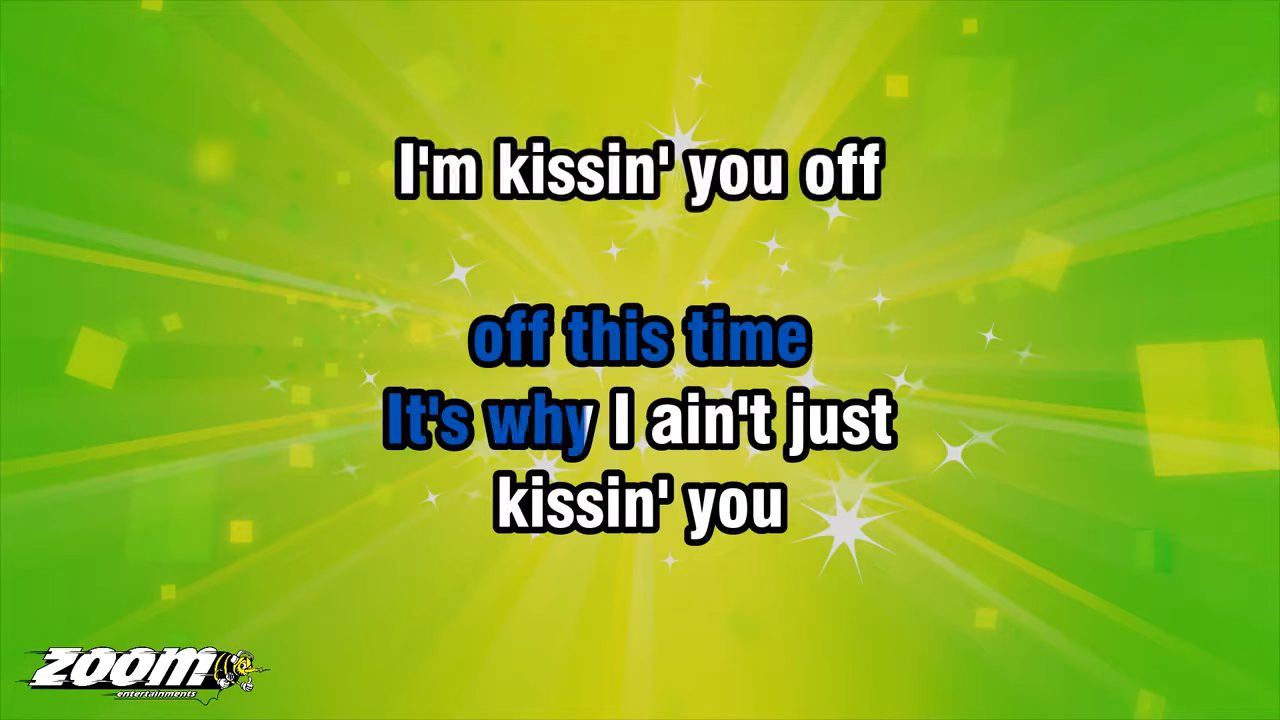 I'm kissin' you off
off this time
It's why I ain't just
kissin' you
ZOOM
entertainments